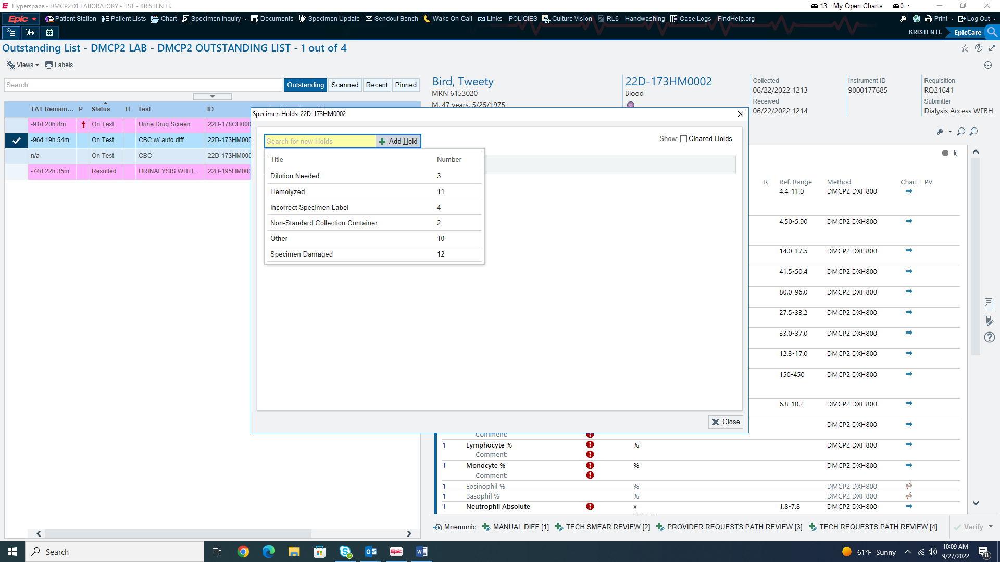 Hyperspace - DMCP2 01 LABORATORY - TST - KRISTEN H.
13 : My Open Charts
0
Epic
Patient Station
Patient Lists
Chart
Specimen Inquiry
Documents
Specimen Update
Sendout Bench
Wake On-Call
Links
POLICIES
Culture Vision
RL6
Handwashing
Case Logs
FindHelp.org
Print
Log Out
KRISTEN H.
EpicCare
Outstanding List - DMCP2 LAB - DMCP2 OUTSTANDING LIST - 1 out of 4
Views
Labels
Search
Outstanding
Scanned
Recent
Pinned
TAT Remain... P Status H Test ID
-91d 20h 8m On Test Urine Drug Screen 22D-178CH000
-96d 19h 54m On Test CBC w/ auto diff 22D-173HM000
n/a On Test CBC 22D-173HM000
-74d 22h 35m Resulted URINALYSIS WITH... 22D-195HM000
Bird, Tweety
MRN 6153020
M, 47 years, 5/25/1975
22D-173HM0002
Blood
Collected
06/22/2022 1213
Received
06/22/2022 1214
Instrument ID
9000177685
Requisition
RQ21641
Submitter
Dialysis Access WFBH
Specimen Holds: 22D-173HM0002
Search for new Holds
Add Hold
Show: Cleared Holds
Title Number
Dilution Needed 3
Hemolyzed 11
Incorrect Specimen Label 4
Non-Standard Collection Container 2
Other 10
Specimen Damaged 12
Close
R Ref. Range Method Chart PV
4.4-11.0 DMCP2 DXH800
4.50-5.90 DMCP2 DXH800
14.0-17.5 DMCP2 DXH800
41.5-50.4 DMCP2 DXH800
80.0-96.0 DMCP2 DXH800
27.5-33.2 DMCP2 DXH800
33.0-37.0 DMCP2 DXH800
12.3-17.0 DMCP2 DXH800
150-450 DMCP2 DXH800
6.8-10.2 DMCP2 DXH800
DMCP2 DXH800
Comment:
1 Lymphocyte % % DMCP2 DXH800
Comment:
1 Monocyte % % DMCP2 DXH800
Comment:
1 Eosinophil % % DMCP2 DXH800
1 Basophil % % DMCP2 DXH800
1 Neutrophil Absolute x 1.8-7.8 DMCP2 DXH800
Mnemonic
MANUAL DIFF [1]
TECH SMEAR REVIEW [2]
PROVIDER REQUESTS PATH REVIEW [3]
TECH REQUESTS PATH REVIEW [4]
Verify
Search
Epic
61°F Sunny
10:09 AM
9/27/2022
8